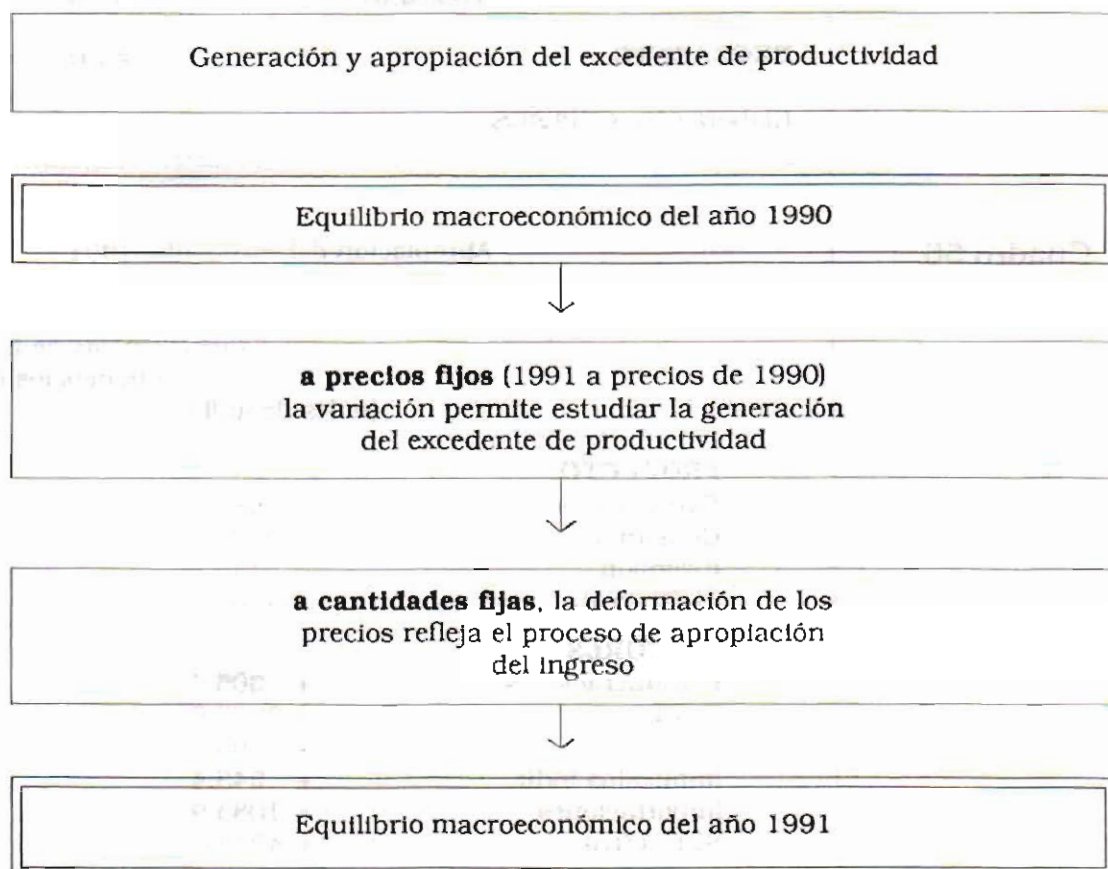 Generación y apropiación del excedente de productividad
Equilibrio macroeconómico del año 1990
a precios fijos (1991 a precios de 1990)
la variación permite estudiar la generación
del excedente de productividad
Cuadro 5ti
a cantidades fijas, la deformación de los
precios refleja el proceso de apropiación
del ingreso
Equilibrio macroeconómico del año 1991